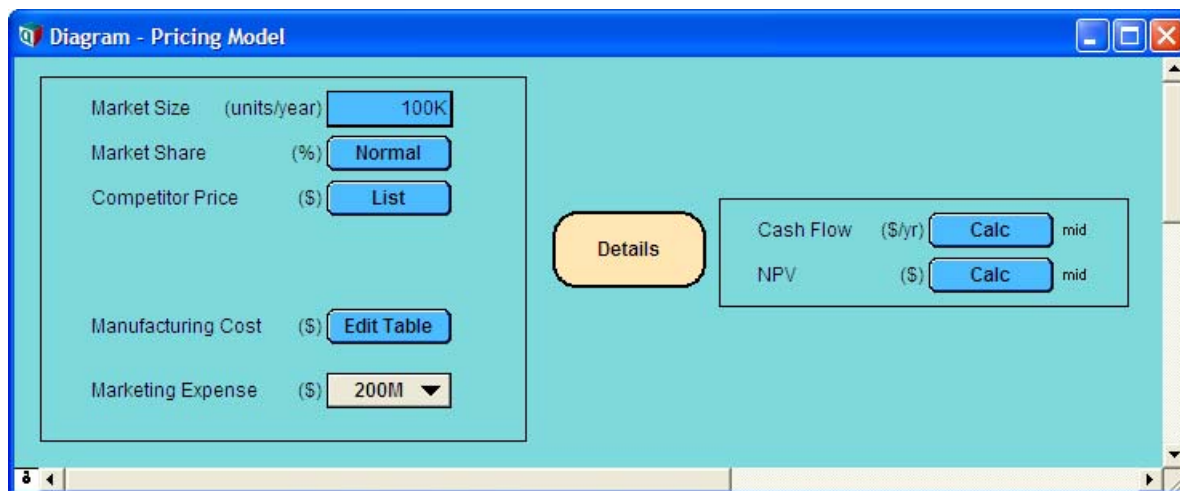 Diagram - Pricing Model
Market Size (units/year) 100K
Market Share (%) Normal
Competitor Price ($) List
Manufacturing Cost ($) Edit Table
Marketing Expense ($) 200M
Details
Cash Flow ($/yr) Calc mid
NPV ($) Calc mid